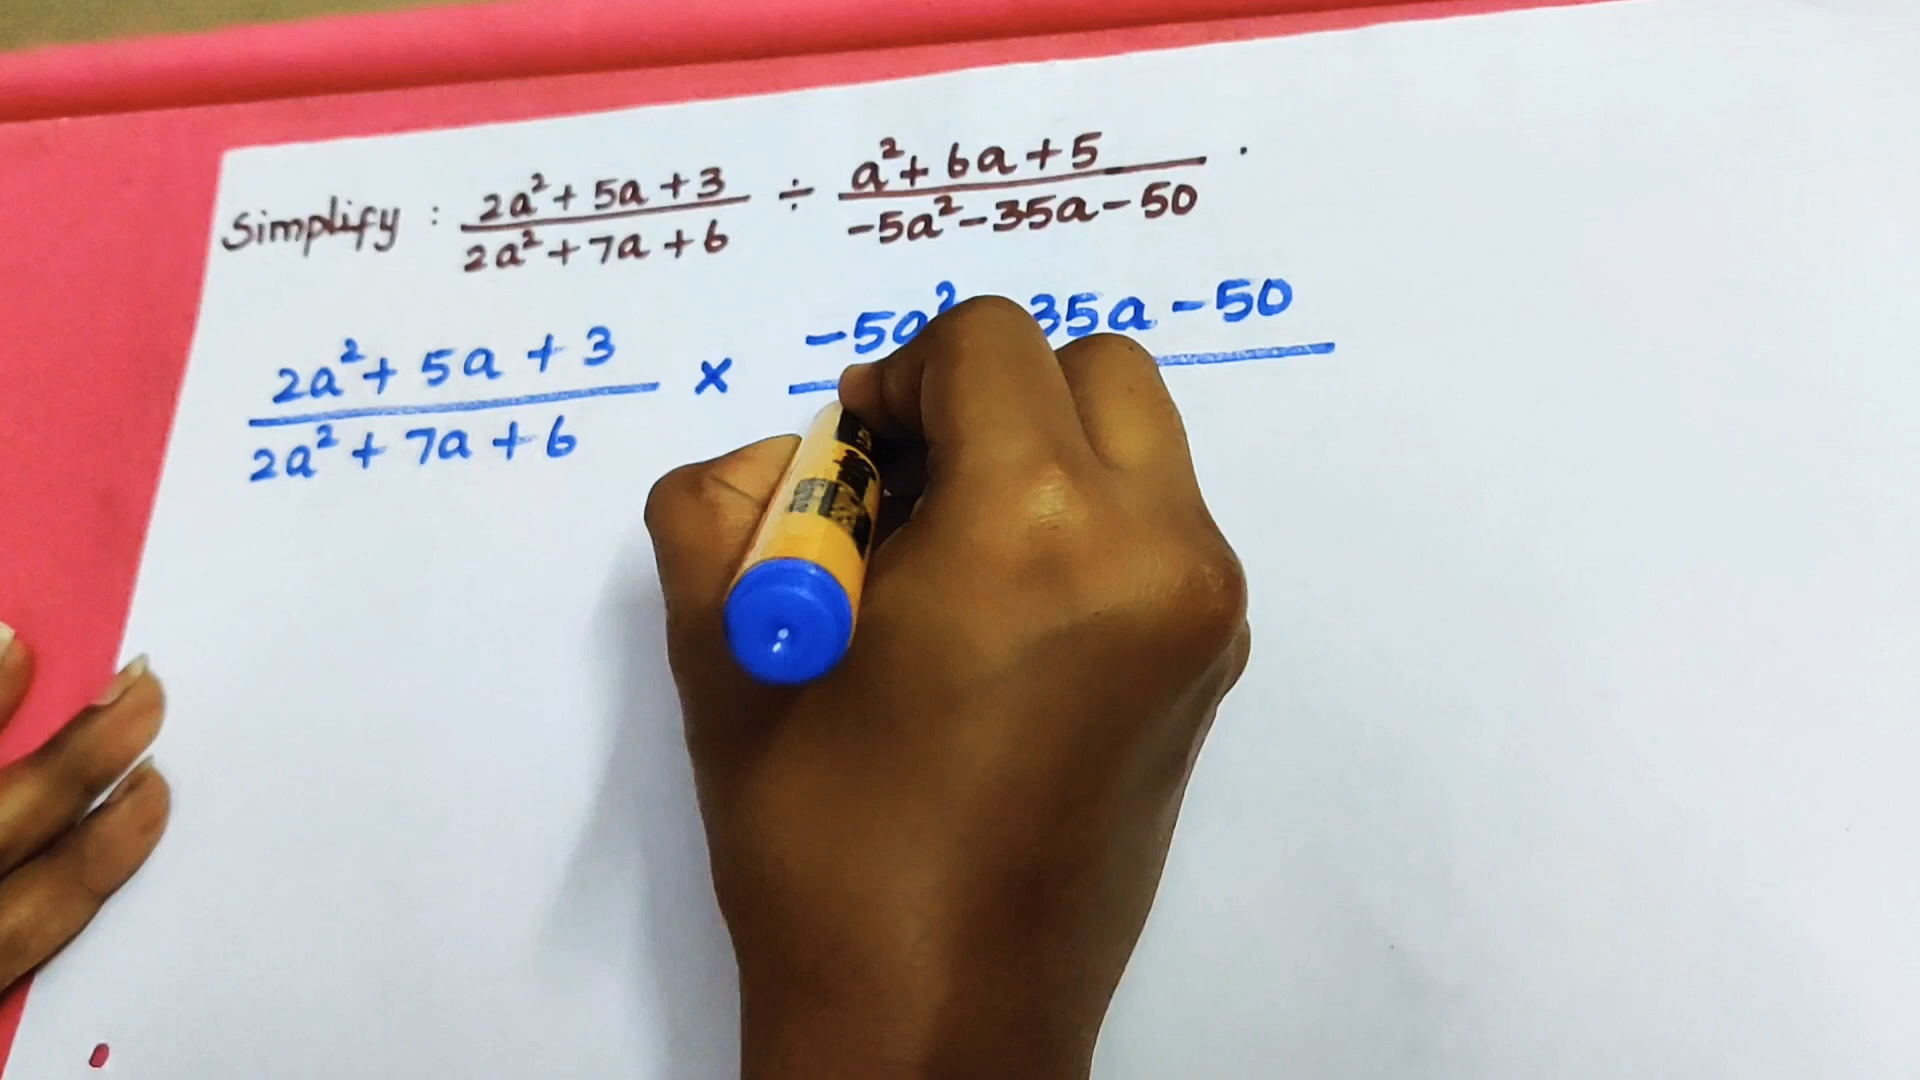 Simplify : (2a²+5a+3)/(2a²+7a+6) ÷ (a²+6a+5)/(-5a²-35a-50) .
(2a²+5a+3)/(2a²+7a+6) × -5a² 35a-50